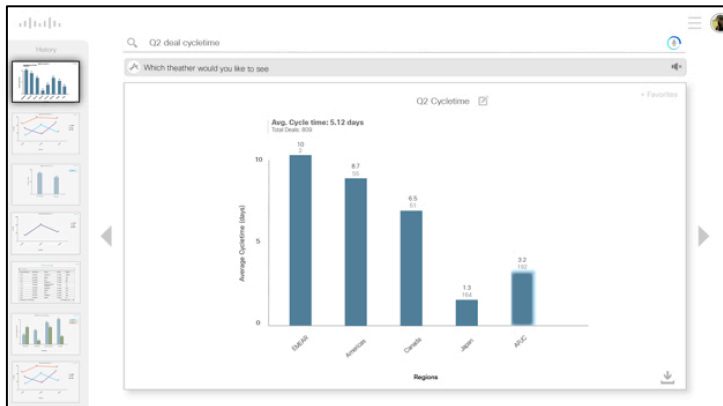 Q2 deal cycletime
History
Which theather would you like to see
+ Favorites
Q2 Cycletime
Avg. Cycle time: 5.12 days
Total Deals: 809
10
2
8.7
55
6.5
53
1.3
164
3.2
192
10
5
0
Average Cycletime (days)
EMEAR
Americas
Canada
Japan
APJC
Regions